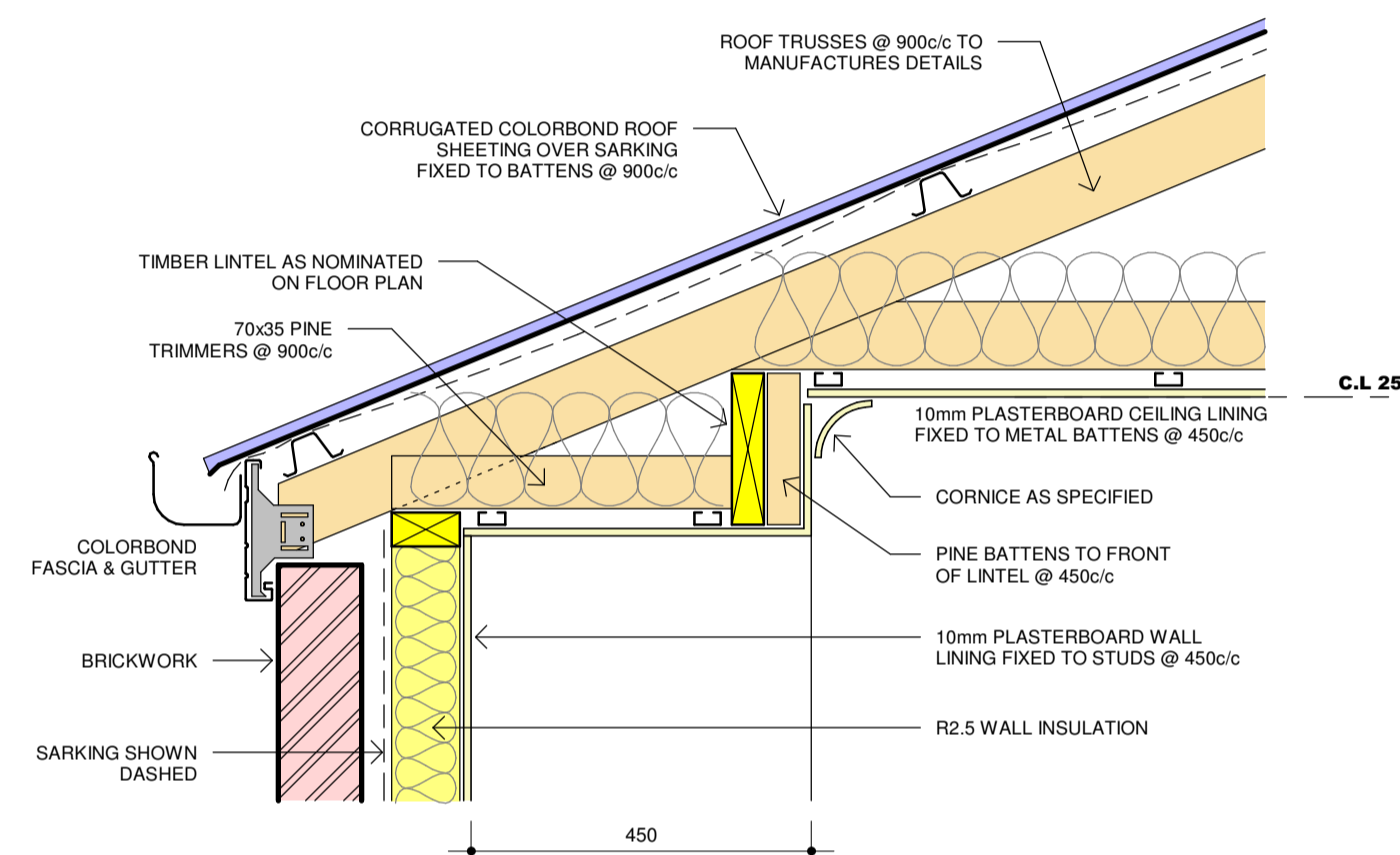 ROOF TRUSSES @ 900c/c TO
MANUFACTURES DETAILS
CORRUGATED COLORBOND ROOF
SHEETING OVER SARKING
FIXED TO BATTENS @ 900c/c
TIMBER LINTEL AS NOMINATED
ON FLOOR PLAN
70x35 PINE
TRIMMERS @ 900c/c
C.L 25
10mm PLASTERBOARD CEILING LINING
FIXED TO METAL BATTENS @ 450c/c
CORNICE AS SPECIFIED
COLORBOND
FASCIA & GUTTER
PINE BATTENS TO FRONT
OF LINTEL @ 450c/c
10mm PLASTERBOARD WALL
LINING FIXED TO STUDS @ 450c/c
BRICKWORK
R2.5 WALL INSULATION
SARKING SHOWN
DASHED
450